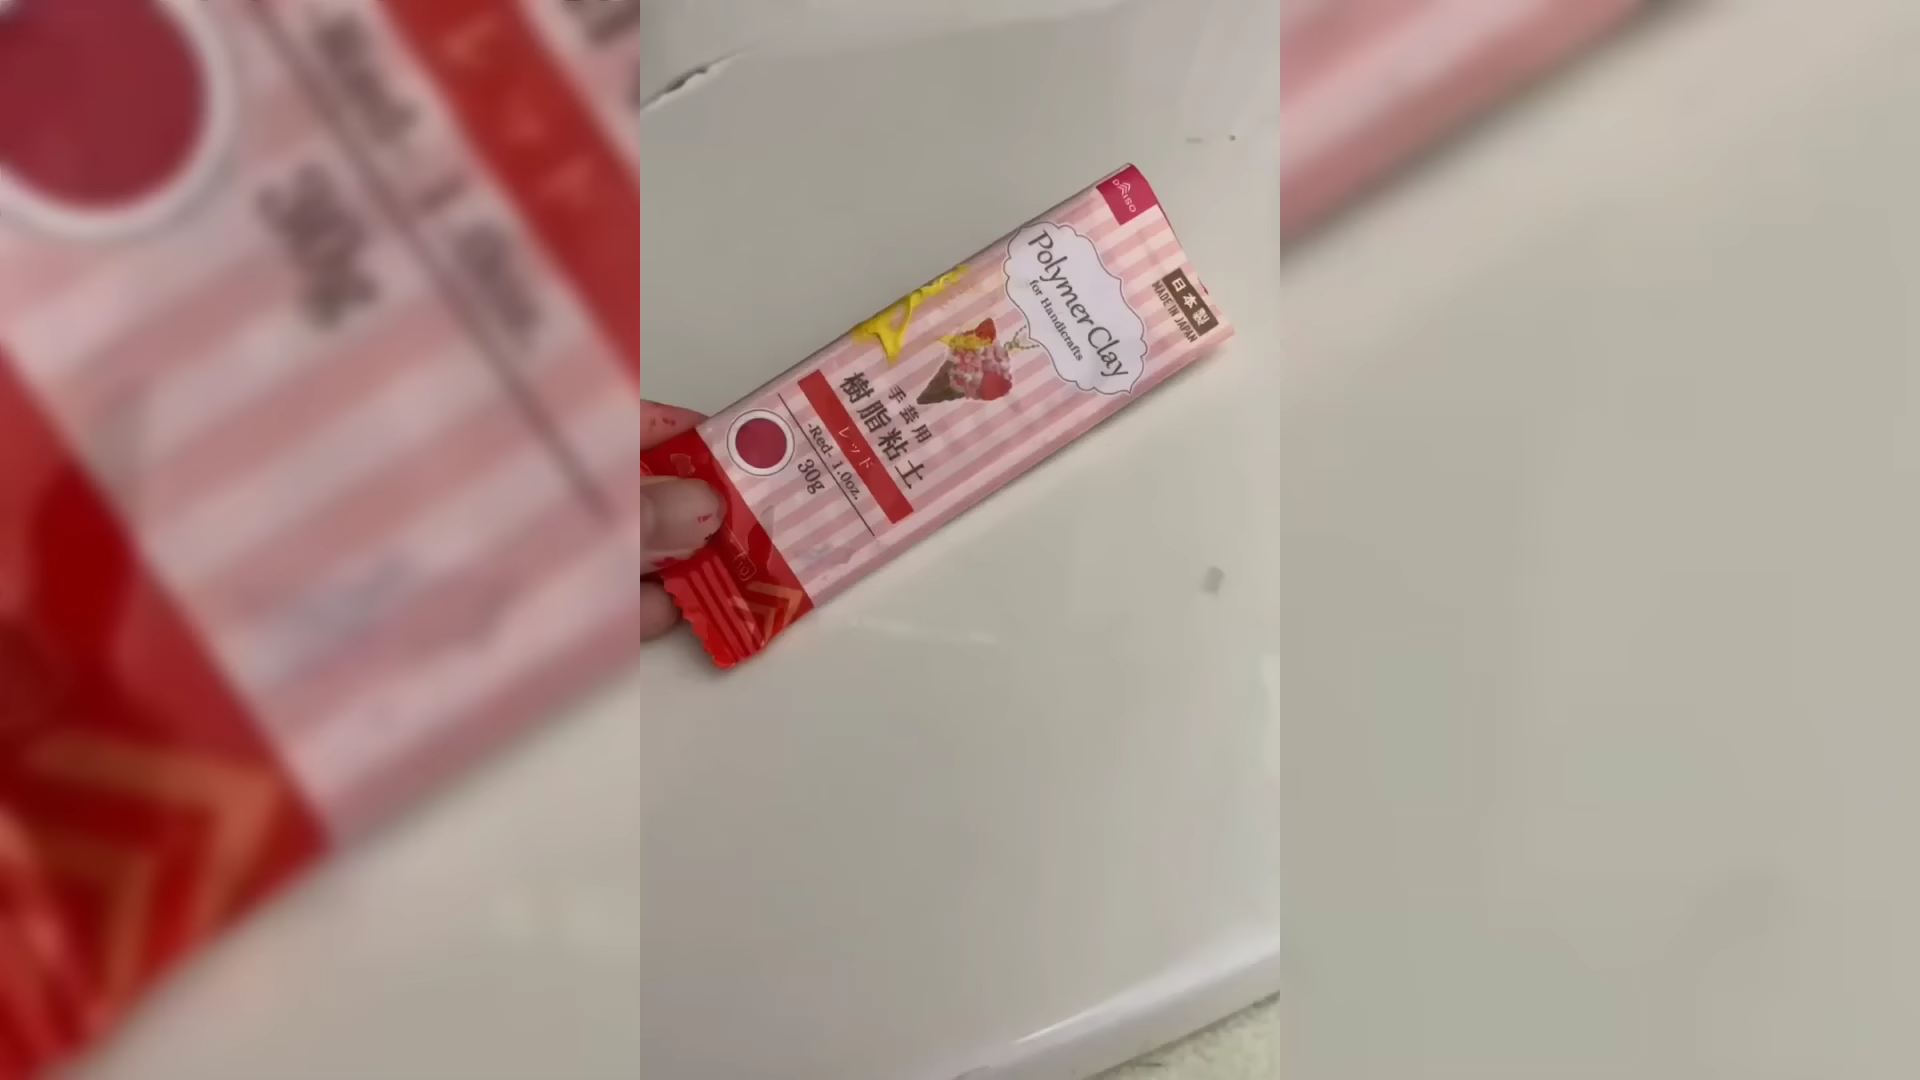 DAISO
日本製
MADE IN JAPAN
Polymer Clay
for Handicrafts
手芸用
樹脂粘土
レッド
-Red- 1.0oz.
30g